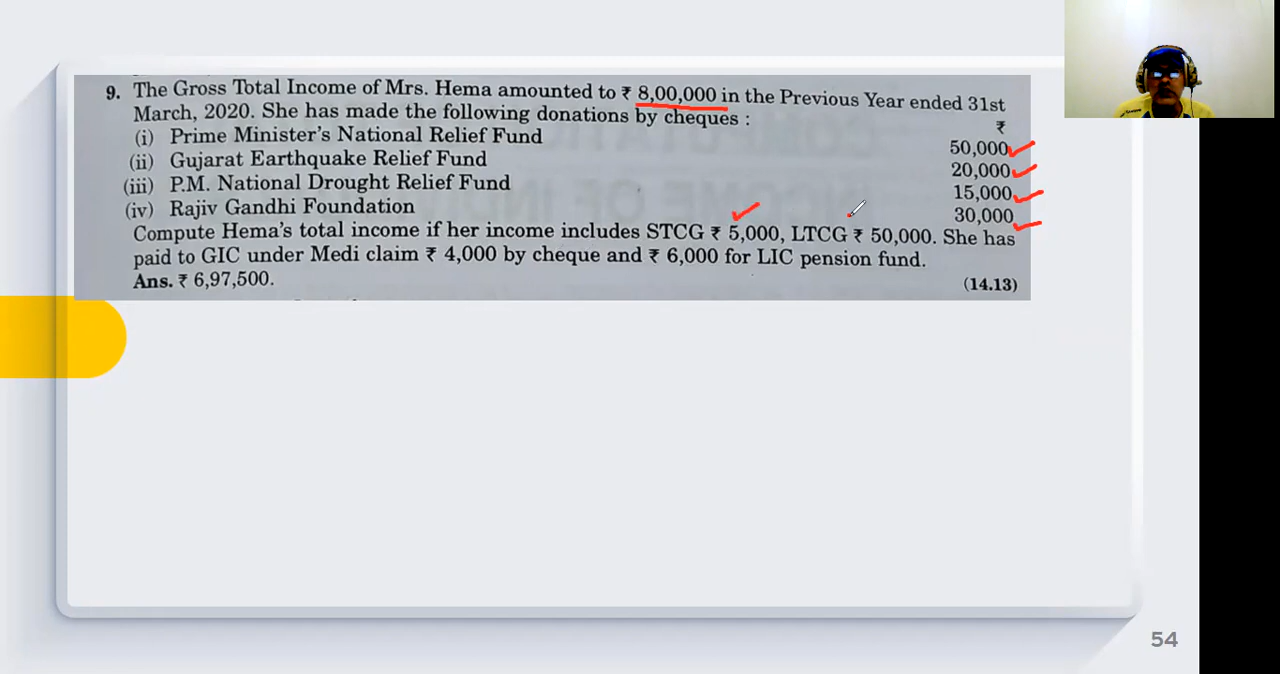 9. The Gross Total Income of Mrs. Hema amounted to ₹ 8,00,000 in the Previous Year ended 31st
March, 2020. She has made the following donations by cheques :
₹
(i) Prime Minister's National Relief Fund 50,000
(ii) Gujarat Earthquake Relief Fund 20,000
(iii) P.M. National Drought Relief Fund 15,000
(iv) Rajiv Gandhi Foundation 30,000
Compute Hema's total income if her income includes STCG ₹ 5,000, LTCG ₹ 50,000. She has
paid to GIC under Medi claim ₹ 4,000 by cheque and ₹ 6,000 for LIC pension fund.
Ans. ₹ 6,97,500. (14.13)
54